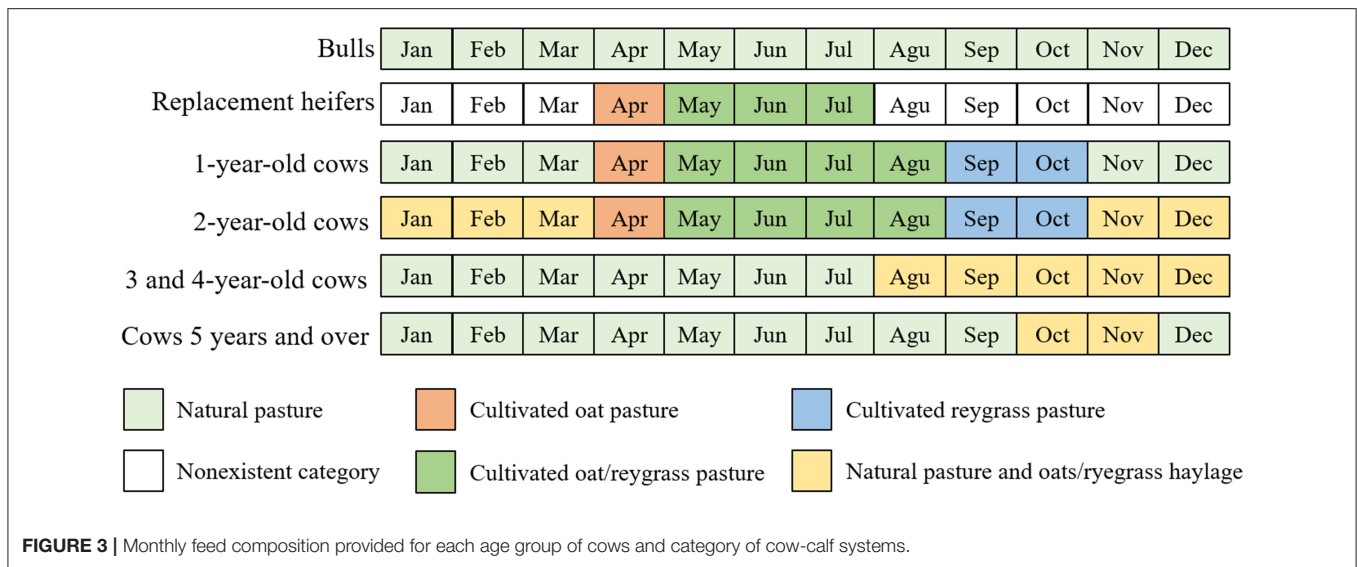 Bulls Jan Feb Mar Apr May Jun Jul Agu Sep Oct Nov Dec
Replacement heifers Jan Feb Mar Apr May Jun Jul Agu Sep Oct Nov Dec
1-year-old cows Jan Feb Mar Apr May Jun Jul Agu Sep Oct Nov Dec
2-year-old cows Jan Feb Mar Apr May Jun Jul Agu Sep Oct Nov Dec
3 and 4-year-old cows Jan Feb Mar Apr May Jun Jul Agu Sep Oct Nov Dec
Cows 5 years and over Jan Feb Mar Apr May Jun Jul Agu Sep Oct Nov Dec
Natural pasture Cultivated oat pasture Cultivated reygrass pasture
Nonexistent category Cultivated oat/reygrass pasture Natural pasture and oats/ryegrass haylage
FIGURE 3 | Monthly feed composition provided for each age group of cows and category of cow-calf systems.